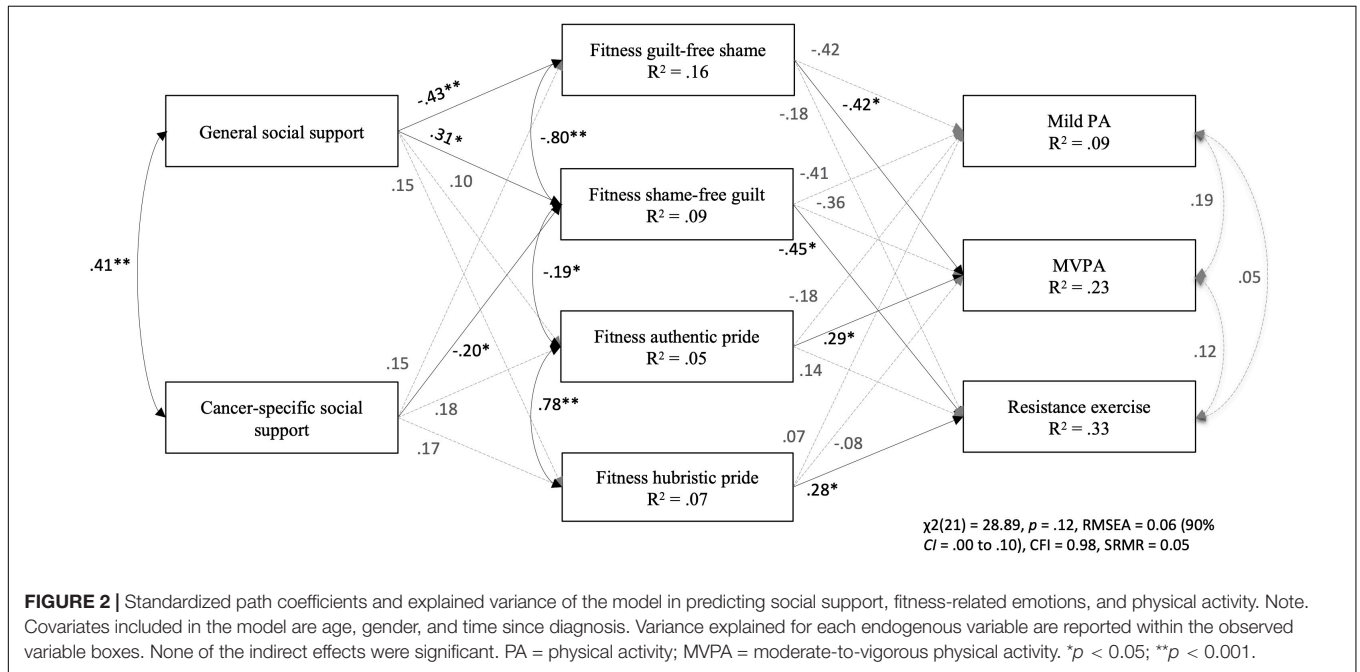 Fitness guilt-free shame
R² = .16
-.42
-.43**
-.42*
General social support
-.18
Mild PA
R² = .09
.31*
-.80**
.15
.10
-.41
Fitness shame-free guilt
R² = .09
-.36
.19
-.45*
.41**
-.19*
MVPA
R² = .23
.05
-.18
Fitness authentic pride
R² = .05
.29*
-.20*
.15
.14
.12
Cancer-specific social
support
.18
.78**
Resistance exercise
R² = .33
.17
.07
-.08
Fitness hubristic pride
R² = .07
.28*
χ2(21) = 28.89, p = .12, RMSEA = 0.06 (90%
CI = .00 to .10), CFI = 0.98, SRMR = 0.05
FIGURE 2 | Standardized path coefficients and explained variance of the model in predicting social support, fitness-related emotions, and physical activity. Note.
Covariates included in the model are age, gender, and time since diagnosis. Variance explained for each endogenous variable are reported within the observed
variable boxes. None of the indirect effects were significant. PA = physical activity; MVPA = moderate-to-vigorous physical activity. *p < 0.05; **p < 0.001.